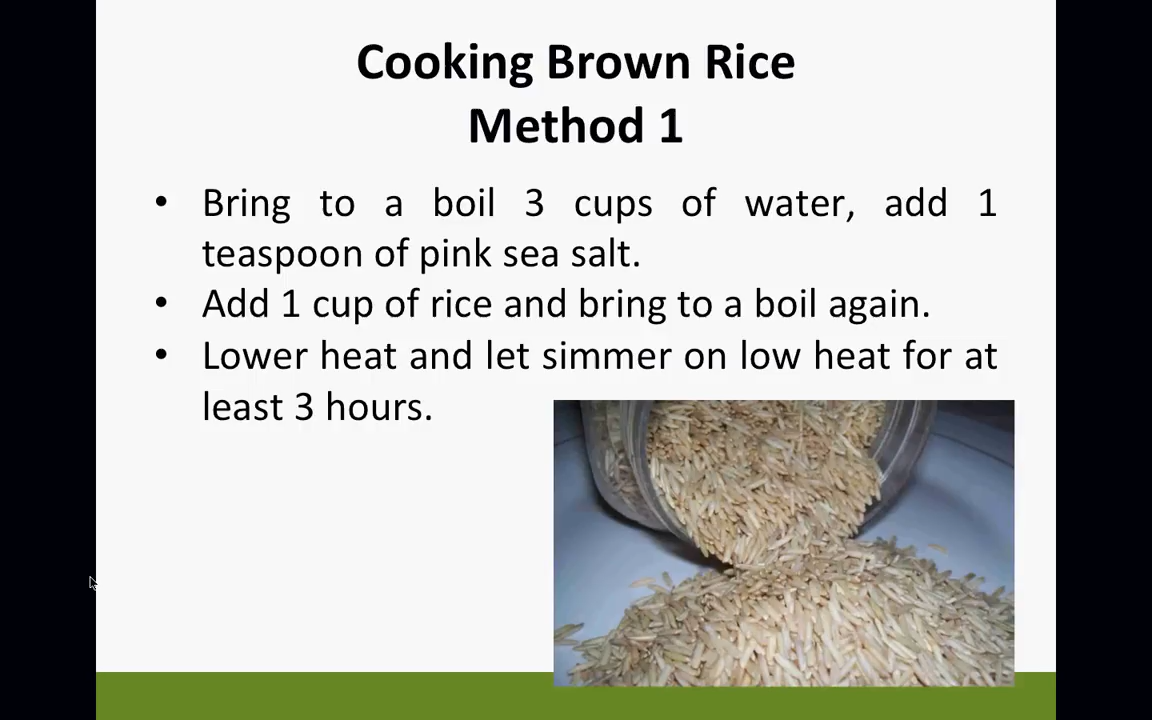 Cooking Brown Rice
Method 1
• Bring to a boil 3 cups of water, add 1
teaspoon of pink sea salt.
• Add 1 cup of rice and bring to a boil again.
• Lower heat and let simmer on low heat for at
least 3 hours.